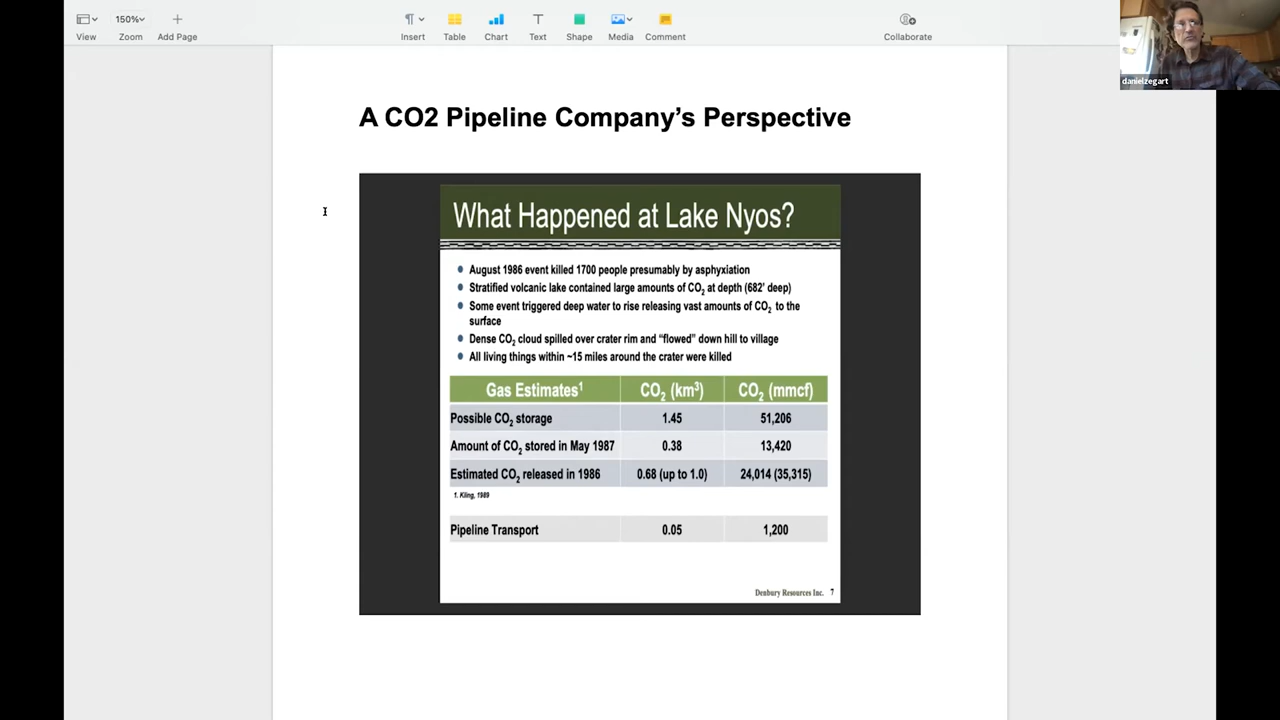 150%
View
Zoom
Add Page
Insert
Table
Chart
Text
Shape
Media
Comment
Collaborate
danielzegart
A CO2 Pipeline Company's Perspective
What Happened at Lake Nyos?
August 1986 event killed 1700 people presumably by asphyxiation
Stratified volcanic lake contained large amounts of CO₂ at depth (682' deep)
Some event triggered deep water to rise releasing vast amounts of CO₂ to the
surface
Dense CO₂ cloud spilled over crater rim and “flowed” down hill to village
All living things within ~15 miles around the crater were killed
Gas Estimates¹ CO₂ (km³) CO₂ (mmcf)
Possible CO₂ storage 1.45 51,206
Amount of CO₂ stored in May 1987 0.38 13,420
Estimated CO₂ released in 1986 0.68 (up to 1.0) 24,014 (35,315)
1. Kling, 1989
Pipeline Transport 0.05 1,200
Denbury Resources Inc. 7